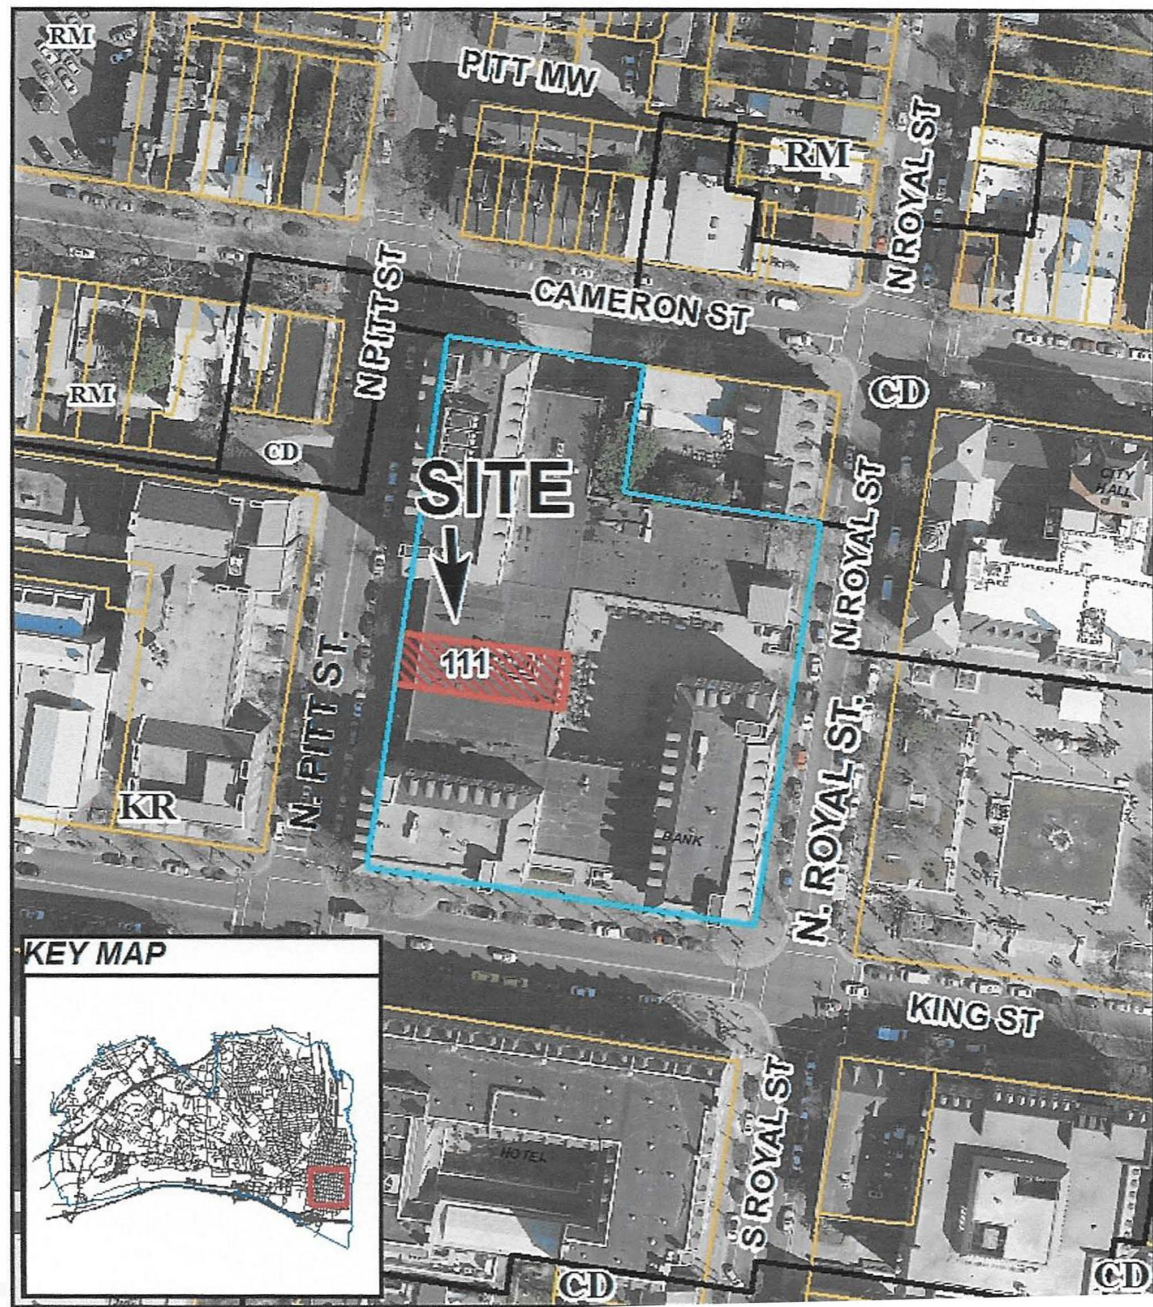 RM
PITT MW
RM
N ROYAL ST
N PITT ST
CAMERON ST
RM
CD
CD
CITY
HALL
SITE
N ROYAL ST
111
N. PITT ST.
KR
BANK
N. ROYAL ST.
KEY MAP
KING ST
HOTEL
S ROYAL ST
CD
CD